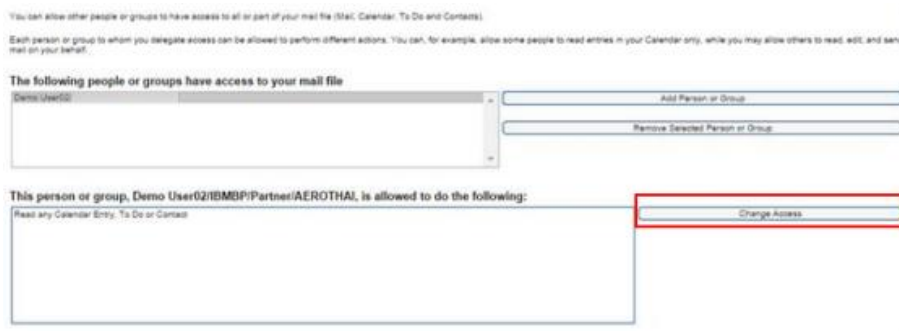 You can allow other people or groups to have access to all or part of your mail file (Mail, Calendar, To Do and Contacts).
Each person or group to whom you delegate access can be allowed to perform different actions. You can, for example, allow some people to read entries in your Calendar only, while you may allow others to read, edit, and sen
mail on your behalf.
The following people or groups have access to your mail file
Demo User02/
Add Person or Group
Remove Selected Person or Group
This person or group, Demo User02/IBMBP/Partner/AEROTHAI, is allowed to do the following:
Read any Calendar Entry, To Do or Contact
Change Access